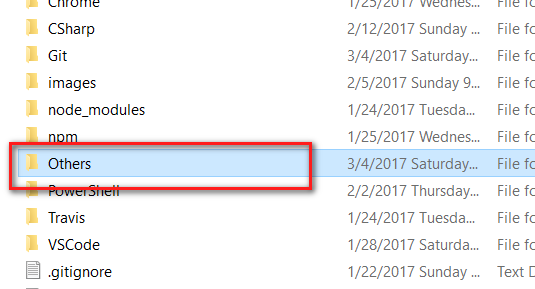 Chrome 1/25/2017 Wednes... File fo
CSharp 2/12/2017 Sunday ... File fo
Git 3/4/2017 Saturday... File fo
images 2/5/2017 Sunday 9... File fo
node_modules 1/24/2017 Tuesda... File fo
npm 1/25/2017 Wednes... File fo
Others 3/4/2017 Saturday... File fo
PowerShell 2/2/2017 Thursday... File fo
Travis 1/24/2017 Tuesda... File fo
VSCode 1/28/2017 Saturda... File fo
.gitignore 1/22/2017 Sunday ... Text D